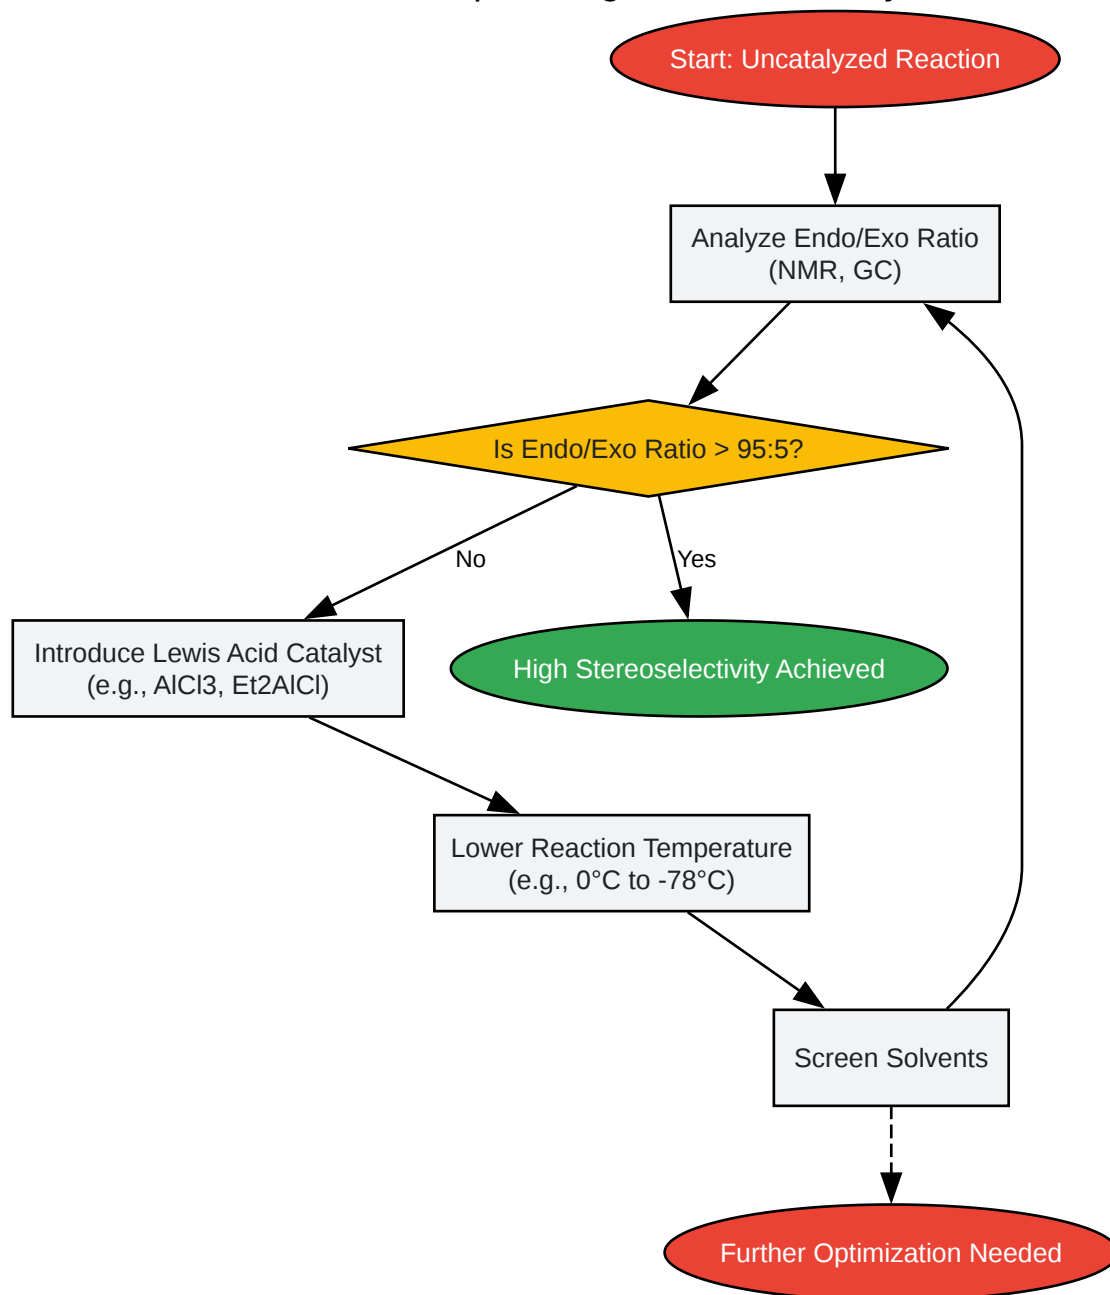 Start: Uncatalyzed Reaction
Analyze Endo/Exo Ratio
(NMR, GC)
Is Endo/Exo Ratio > 95:5?
No
Yes
Introduce Lewis Acid Catalyst
(e.g., AlCl3, Et2AlCl)
High Stereoselectivity Achieved
Lower Reaction Temperature
(e.g., 0°C to -78°C)
Screen Solvents
Further Optimization Needed